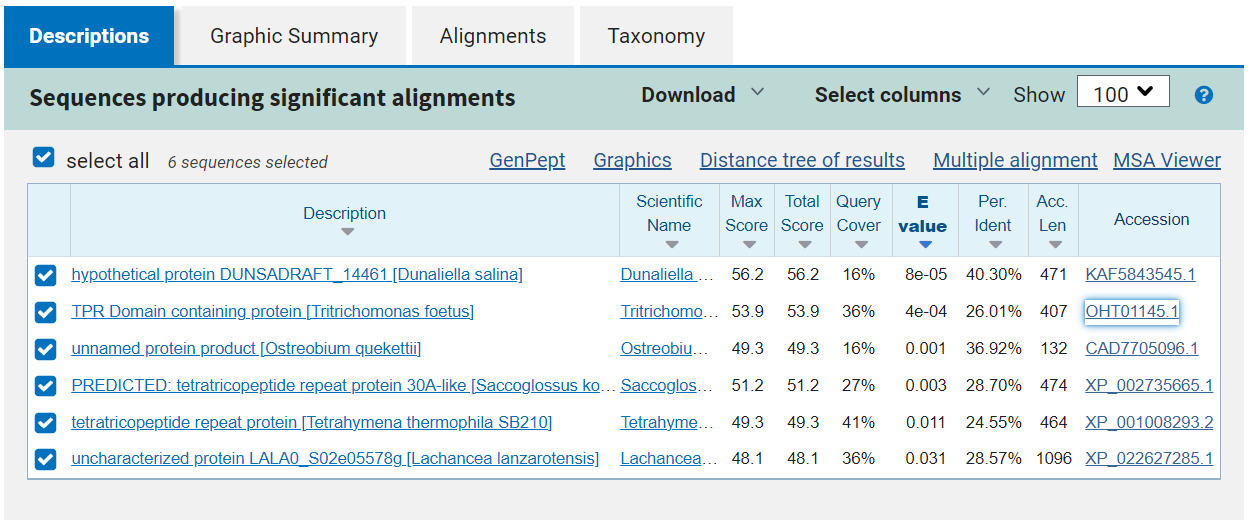 Descriptions Graphic Summary Alignments Taxonomy
Sequences producing significant alignments Download Select columns Show 100 ?
select all 6 sequences selected GenPept Graphics Distance tree of results Multiple alignment MSA Viewer
Description Scientific Name Max Score Total Score Query Cover E value Per. Ident Acc. Len Accession
hypothetical protein DUNSADRAFT_14461 [Dunaliella salina] Dunaliella ... 56.2 56.2 16% 8e-05 40.30% 471 KAF5843545.1
TPR Domain containing protein [Tritrichomonas foetus] Tritrichomo... 53.9 53.9 36% 4e-04 26.01% 407 OHT01145.1
unnamed protein product [Ostreobium quekettii] Ostreobiu... 49.3 49.3 16% 0.001 36.92% 132 CAD7705096.1
PREDICTED: tetratricopeptide repeat protein 30A-like [Saccoglossus ko... Saccoglos... 51.2 51.2 27% 0.003 28.70% 474 XP_002735665.1
tetratricopeptide repeat protein [Tetrahymena thermophila SB210] Tetrahyme... 49.3 49.3 41% 0.011 24.55% 464 XP_001008293.2
uncharacterized protein LALA0_S02e05578g [Lachancea lanzarotensis] Lachancea... 48.1 48.1 36% 0.031 28.57% 1096 XP_022627285.1